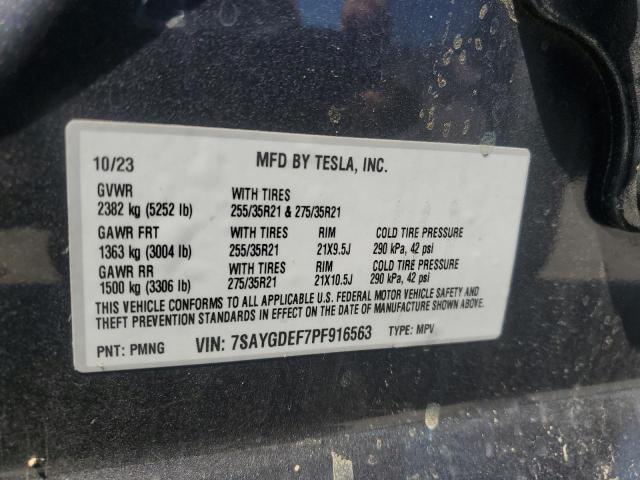 10/23 MFD BY TESLA, INC.
GVWR WITH TIRES
2382 kg (5252 lb) 255/35R21 & 275/35R21
GAWR FRT WITH TIRES RIM COLD TIRE PRESSURE
1363 kg (3004 lb) 255/35R21 21X9.5J 290 kPa, 42 psi
GAWR RR WITH TIRES RIM COLD TIRE PRESSURE
1500 kg (3306 lb) 275/35R21 21X10.5J 290 kPa, 42 psi
THIS VEHICLE CONFORMS TO ALL APPLICABLE U.S. FEDERAL MOTOR VEHICLE SAFETY AND
THEFT PREVENTION STANDARDS IN EFFECT ON THE DATE OF MANUFACTURE SHOWN ABOVE.
PNT: PMNG VIN: 7SAYGDEF7PF916563 TYPE: MPV